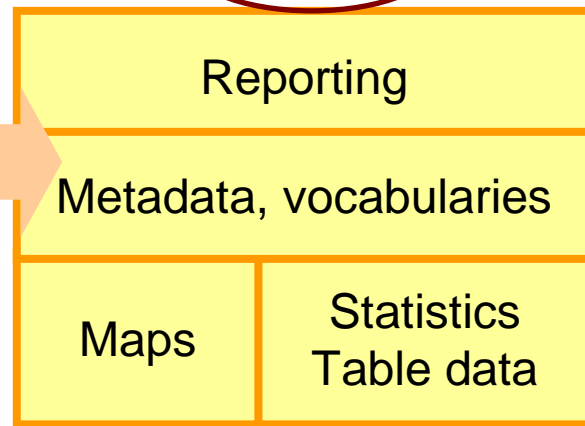 Reporting
Metadata, vocabularies
Maps
Statistics
Table data